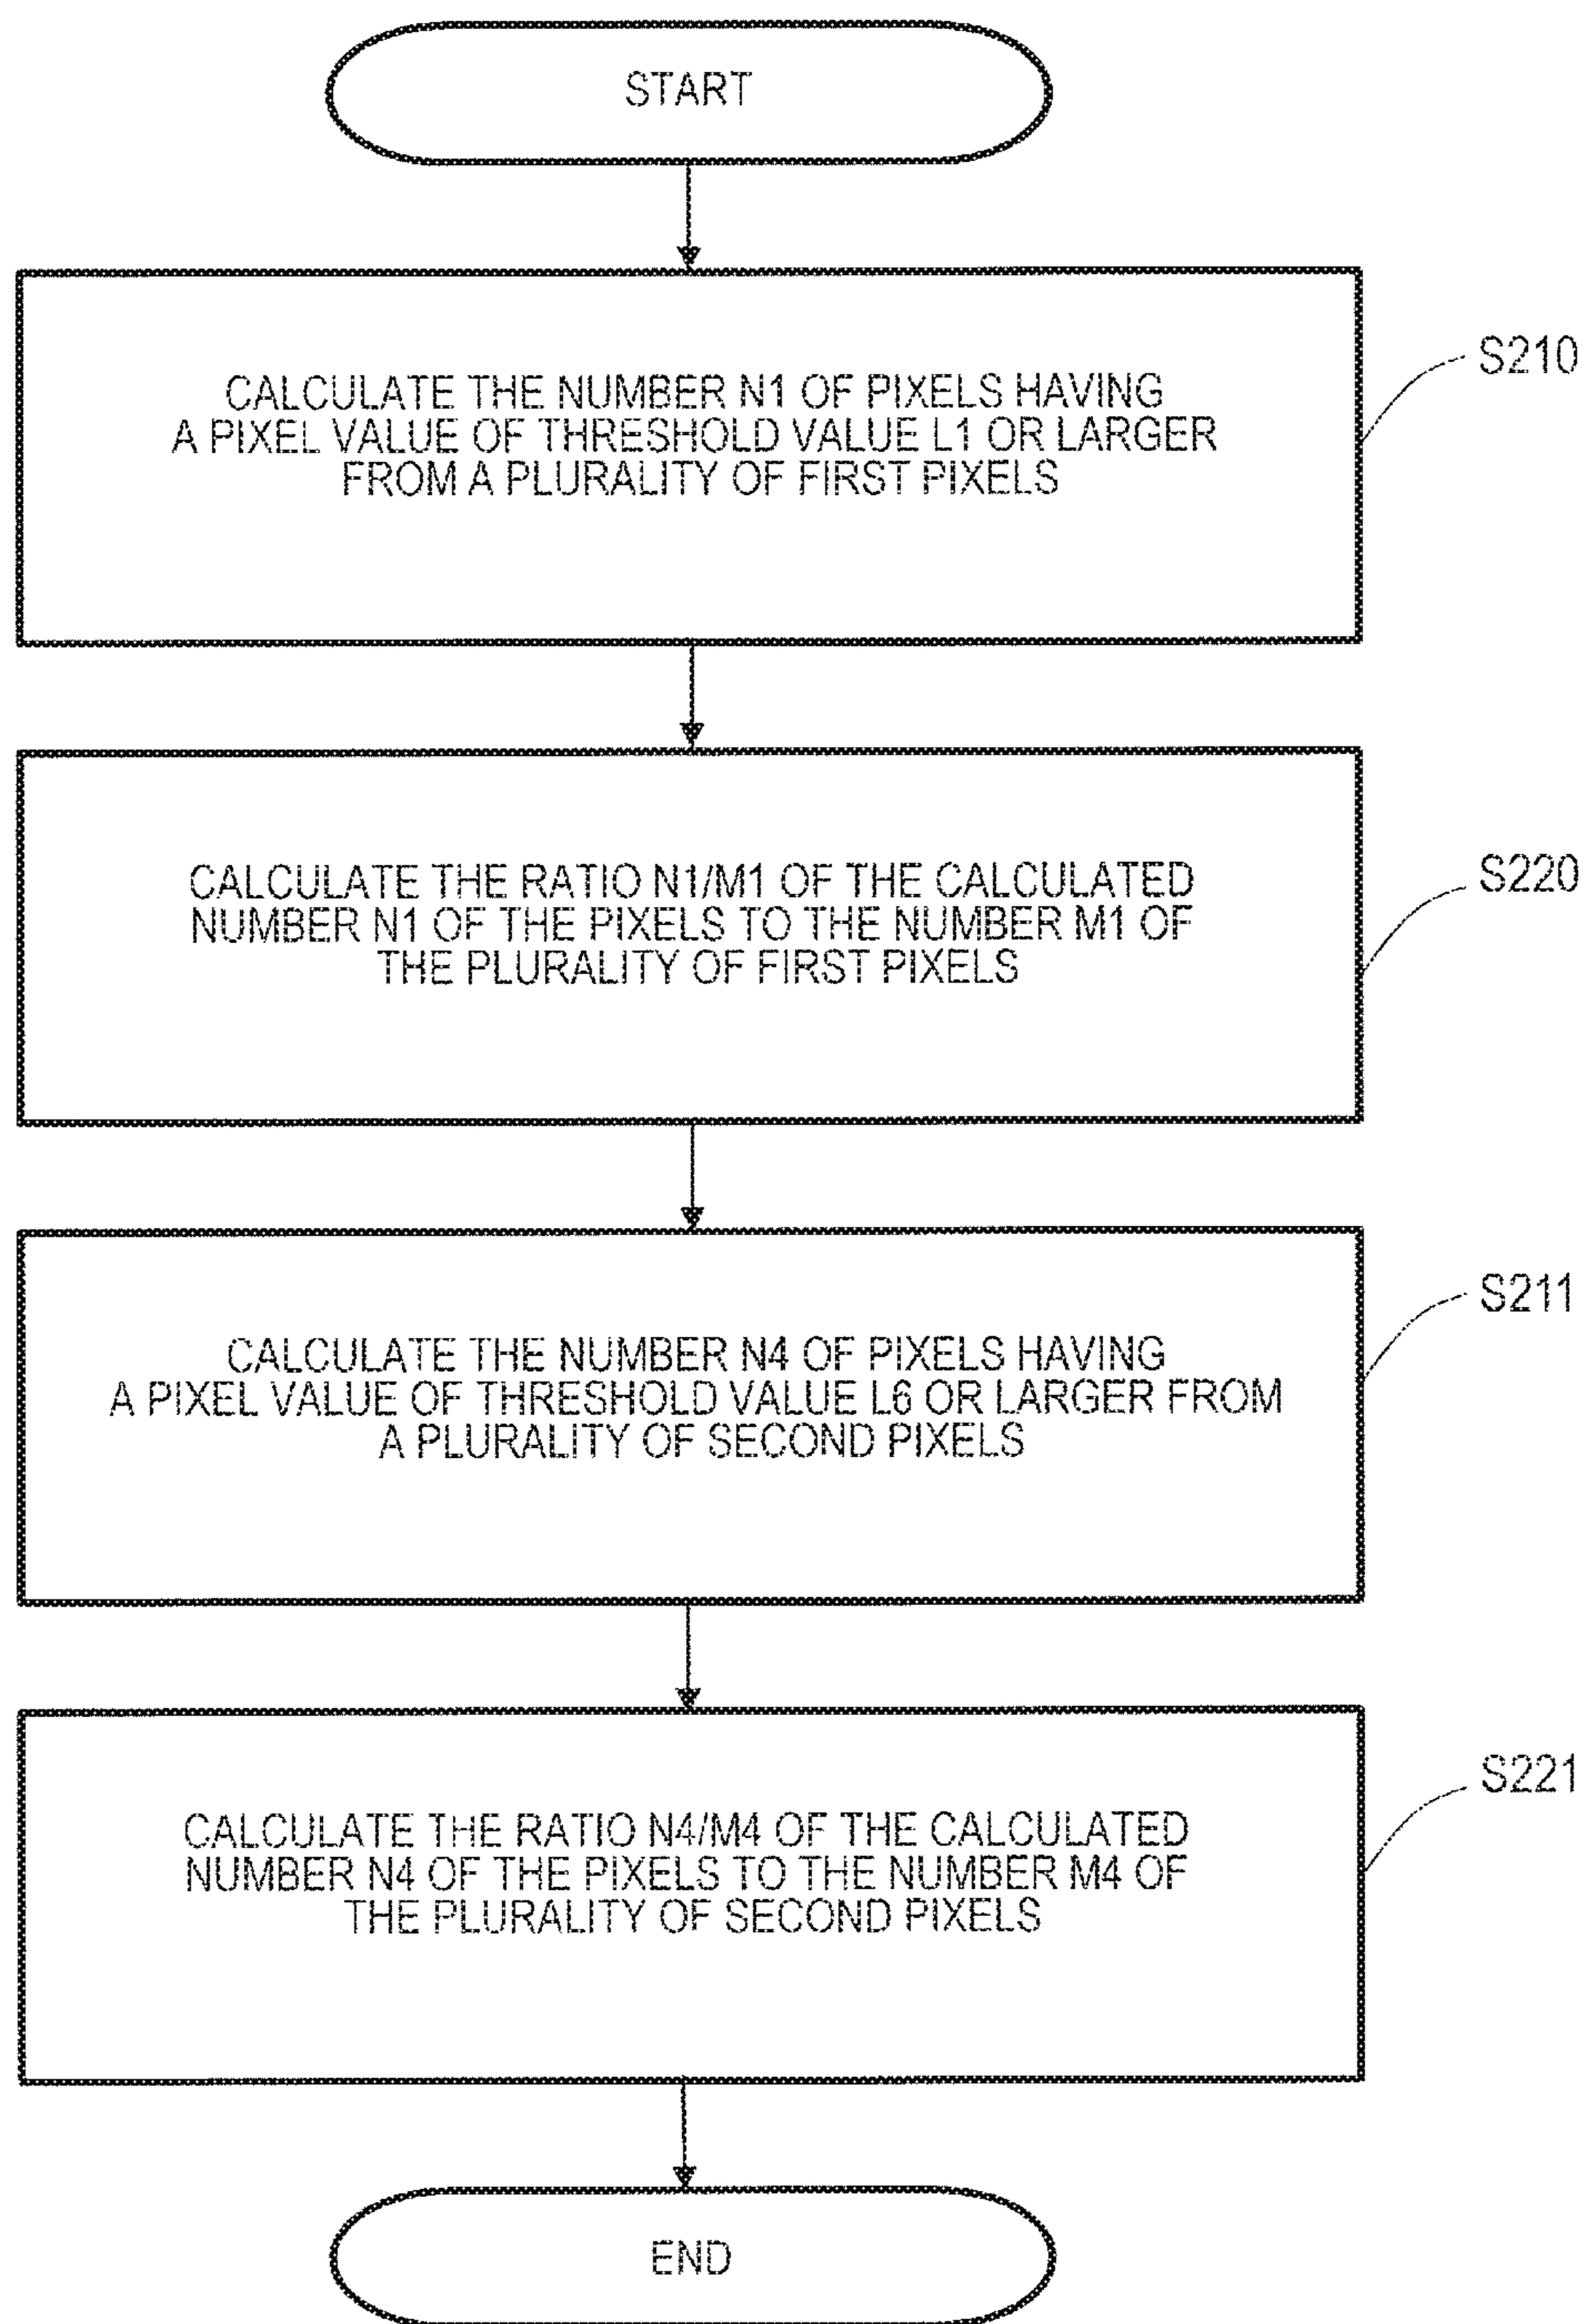 START
CALCULATE THE NUMBER N1 OF PIXELS HAVING
A PIXEL VALUE OF THRESHOLD VALUE L1 OR LARGER
FROM A PLURALITY OF FIRST PIXELS
S210
CALCULATE THE RATIO N1/M1 OF THE CALCULATED
NUMBER N1 OF THE PIXELS TO THE NUMBER M1 OF
THE PLURALITY OF FIRST PIXELS
S220
CALCULATE THE NUMBER N4 OF PIXELS HAVING
A PIXEL VALUE OF THRESHOLD VALUE L6 OR LARGER FROM
A PLURALITY OF SECOND PIXELS
S211
CALCULATE THE RATIO N4/M4 OF THE CALCULATED
NUMBER N4 OF THE PIXELS TO THE NUMBER M4 OF
THE PLURALITY OF SECOND PIXELS
S221
END